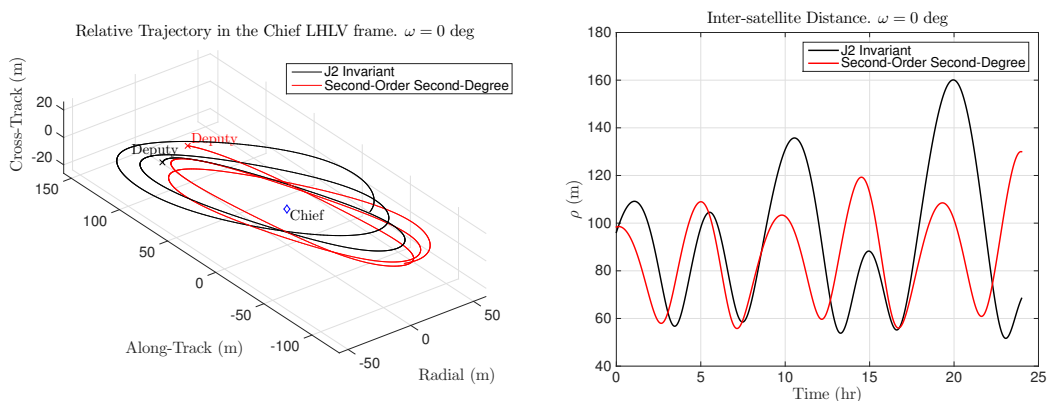 Relative Trajectory in the Chief LHLV frame. ω = 0 deg
J2 Invariant
Second-Order Second-Degree
Cross-Track (m)
20
0
-20
Deputy
Deputy
Chief
150
100
50
0
-50
-100
Along-Track (m)
-50
0
50
Radial (m)
Inter-satellite Distance. ω = 0 deg
J2 Invariant
Second-Order Second-Degree
ρ (m)
180
160
140
120
100
80
60
40
0
5
10
15
20
25
Time (hr)